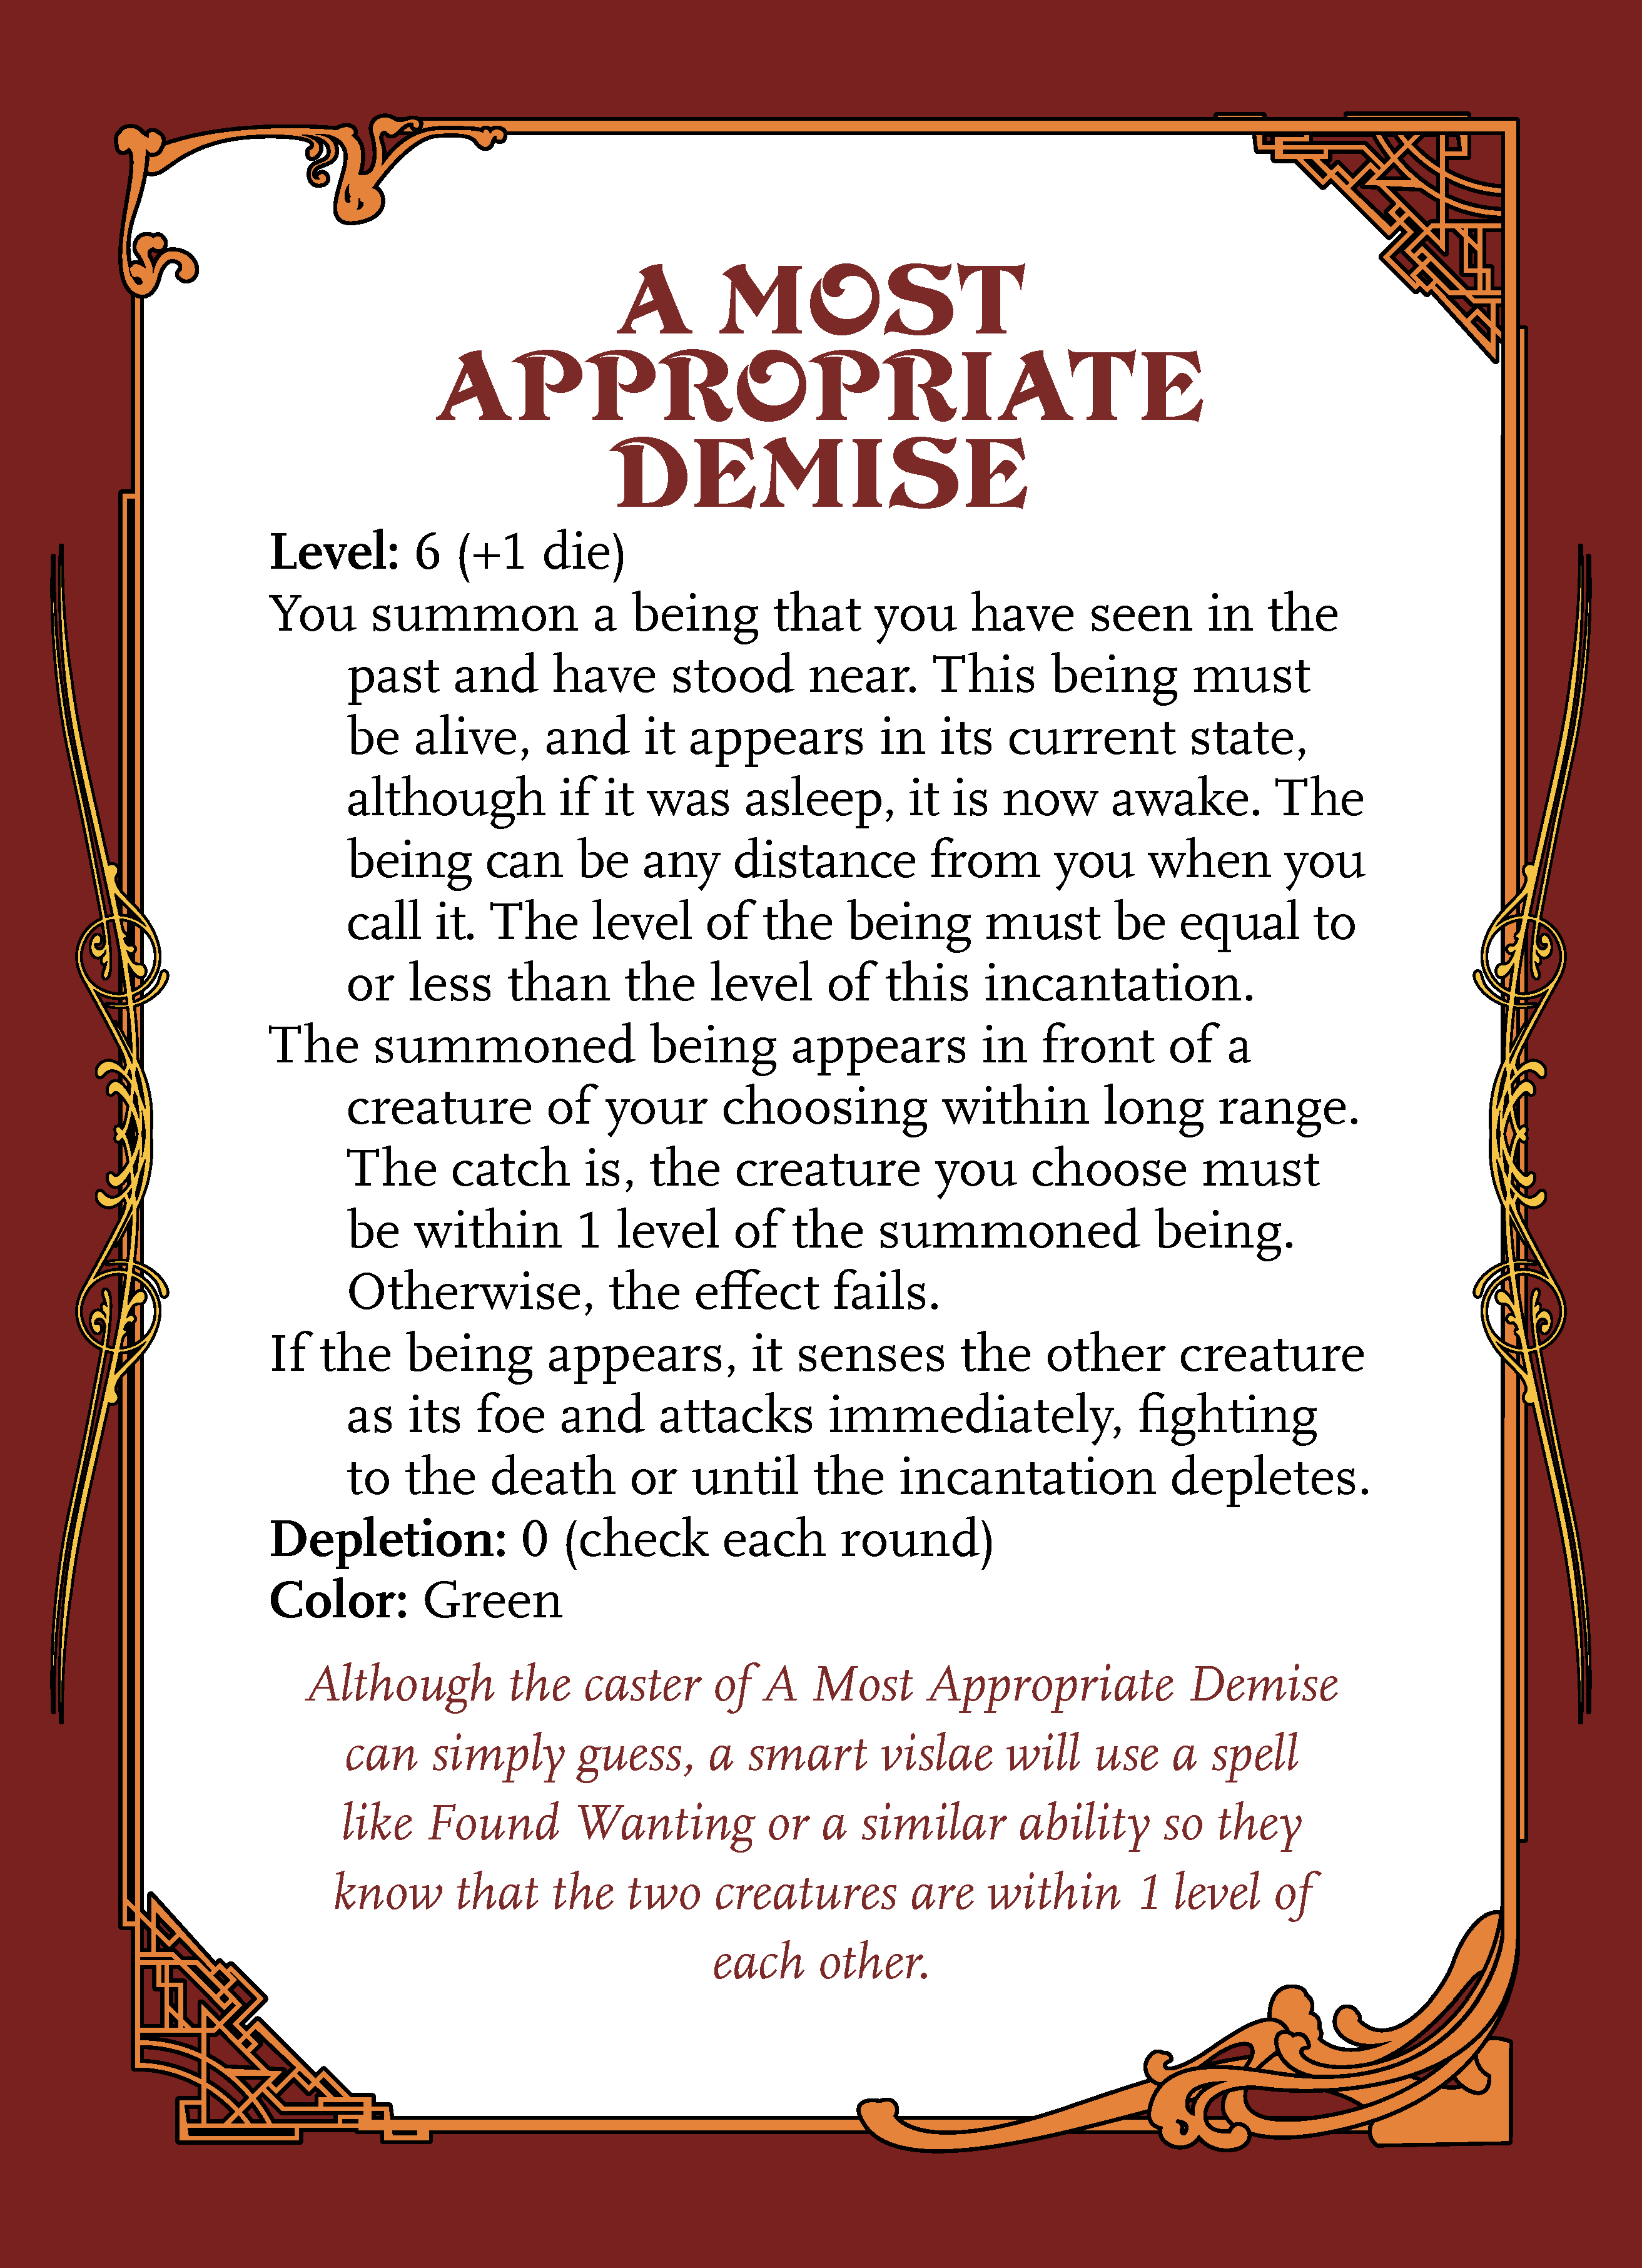 A MOST
APPROPRIATE
DEMISE
Level: 6 (+1 die)
You summon a being that you have seen in the
past and have stood near. This being must
be alive, and it appears in its current state,
although if it was asleep, it is now awake. The
being can be any distance from you when you
call it. The level of the being must be equal to
or less than the level of this incantation.
The summoned being appears in front of a
creature of your choosing within long range.
The catch is, the creature you choose must
be within 1 level of the summoned being.
Otherwise, the effect fails.
If the being appears, it senses the other creature
as its foe and attacks immediately, fighting
to the death or until the incantation depletes.
Depletion: 0 (check each round)
Color: Green
Although the caster of A Most Appropriate Demise
can simply guess, a smart vislae will use a spell
like Found Wanting or a similar ability so they
know that the two creatures are within 1 level of
each other.